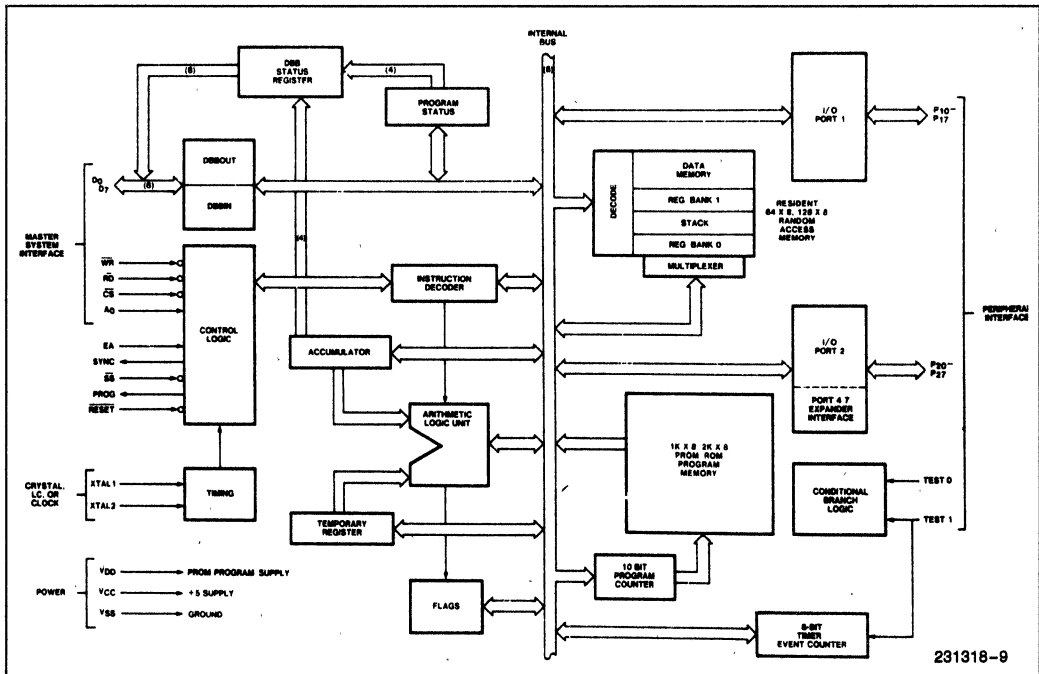 INTERNAL
BUS
(8)
DBB
STATUS
REGISTER
(8)
(4)
PROGRAM
STATUS
DBBOUT
DBBIN
D0
D7
(8)
MASTER
SYSTEM
INTERFACE
WR
RD
CS
A0
EA
SYNC
SS
PROG
RESET
CONTROL
LOGIC
(4)
INSTRUCTION
DECODER
ACCUMULATOR
ARITHMETIC
LOGIC UNIT
CRYSTAL,
LC, OR
CLOCK
XTAL1
XTAL2
TIMING
TEMPORARY
REGISTER
FLAGS
POWER
VDD
PROM PROGRAM SUPPLY
VCC
+5 SUPPLY
VSS
GROUND
I/O
PORT 1
P10–
P17
DECODE
DATA
MEMORY
REG BANK 1
STACK
REG BANK 0
MULTIPLEXER
RESIDENT
64 X 8, 128 X 8
RANDOM
ACCESS
MEMORY
PERIPHERAL
INTERFACE
I/O
PORT 2
PORT 4 7
EXPANDER
INTERFACE
P20–
P27
1K X 8 2K X 8
PROM ROM
PROGRAM
MEMORY
CONDITIONAL
BRANCH
LOGIC
TEST 0
TEST 1
10 BIT
PROGRAM
COUNTER
8-BIT
TIMER
EVENT COUNTER
231318–9